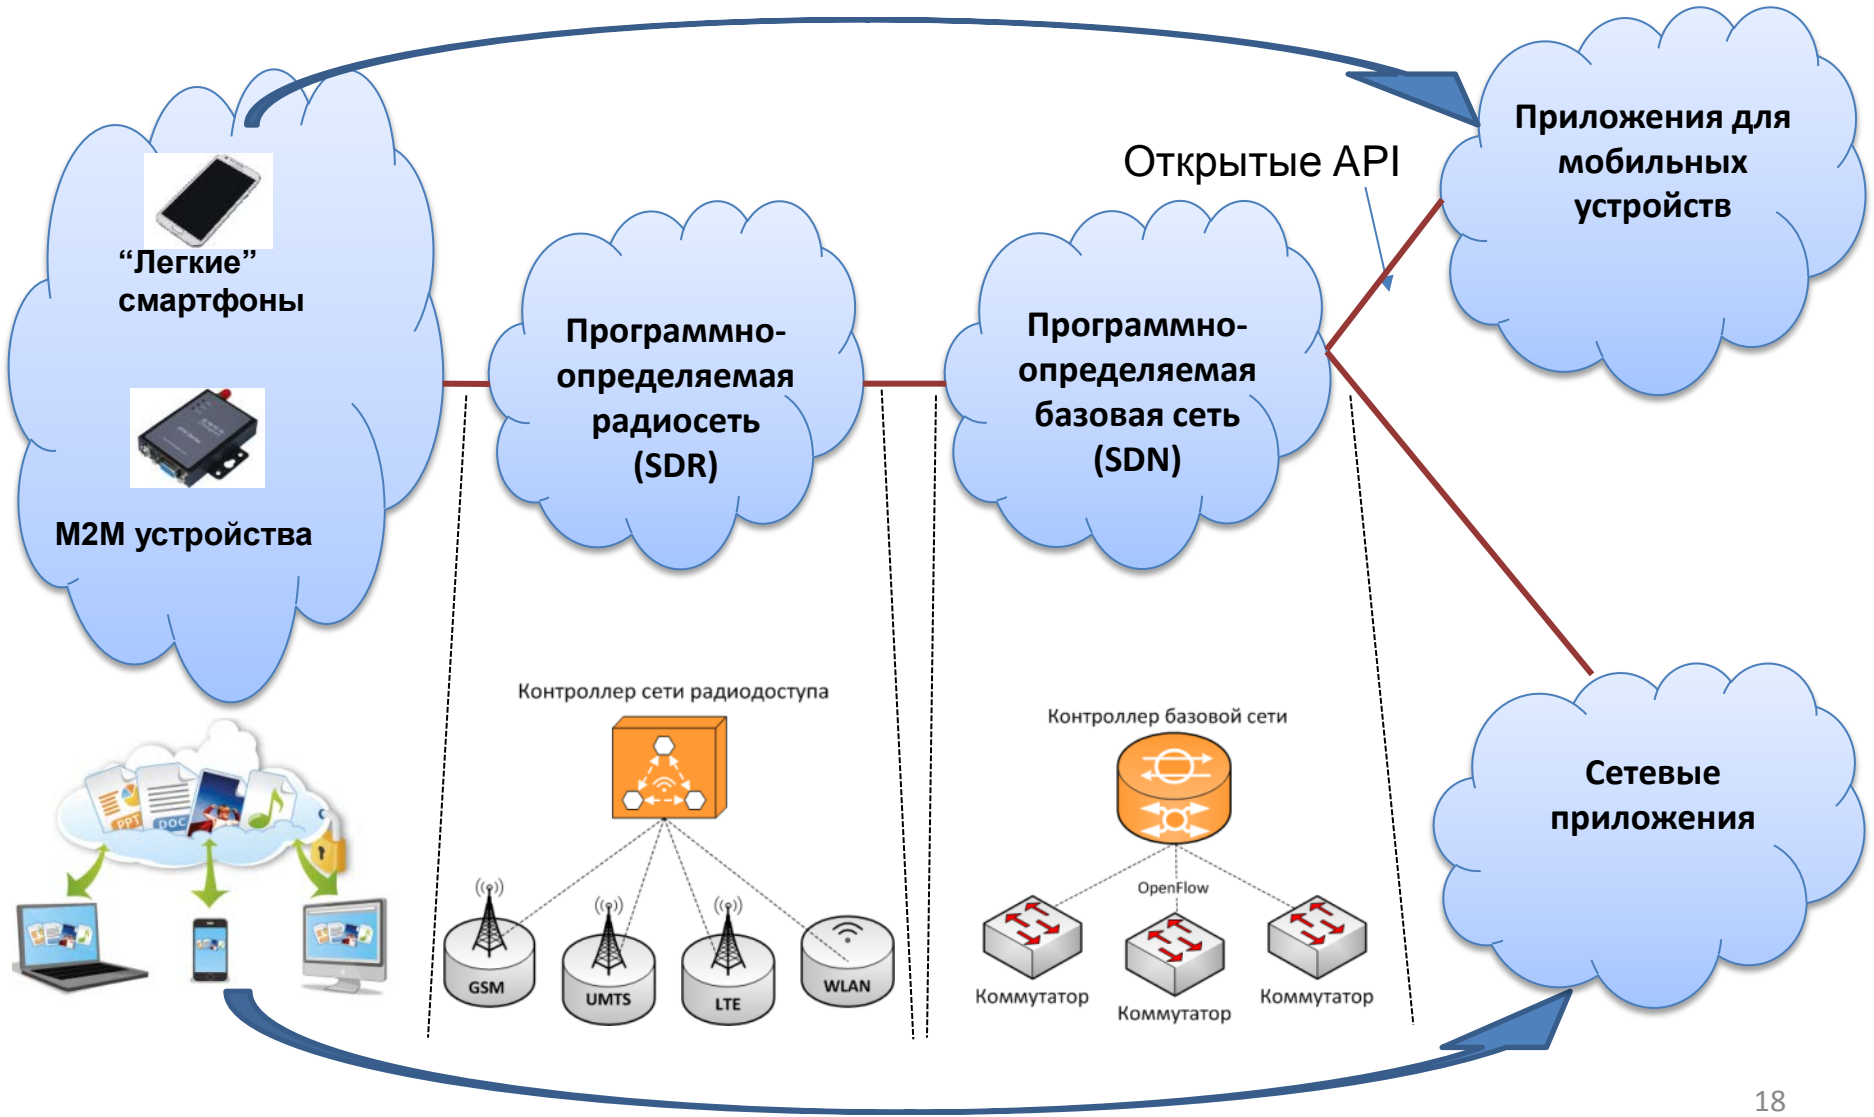 Приложения для
мобильных
устройств
Открытые API
“Легкие”
смартфоны
M2M устройства
Программно-
определяемая
радиосеть
(SDR)
Программно-
определяемая
базовая сеть
(SDN)
Контроллер сети радиодоступа
Контроллер базовой сети
Сетевые
приложения
PPT
DOC
OpenFlow
GSM
UMTS
LTE
WLAN
Коммутатор
Коммутатор
Коммутатор
18